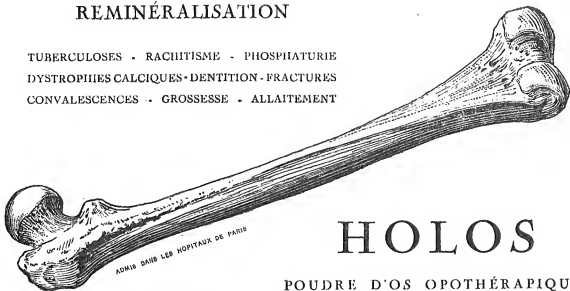 REMINÉRALISATION
TUBERCULOSES - RACHITISME - PHOSPHATURIE
DYSTROPHIES CALCIQUES - DENTITION - FRACTURES
CONVALESCENCES - GROSSESSE - ALLAITEMENT
ADMIS DANS LES HOPITAUX DE PARIS
HOLOS
POUDRE D'OS OPOTHÉRAPIQU